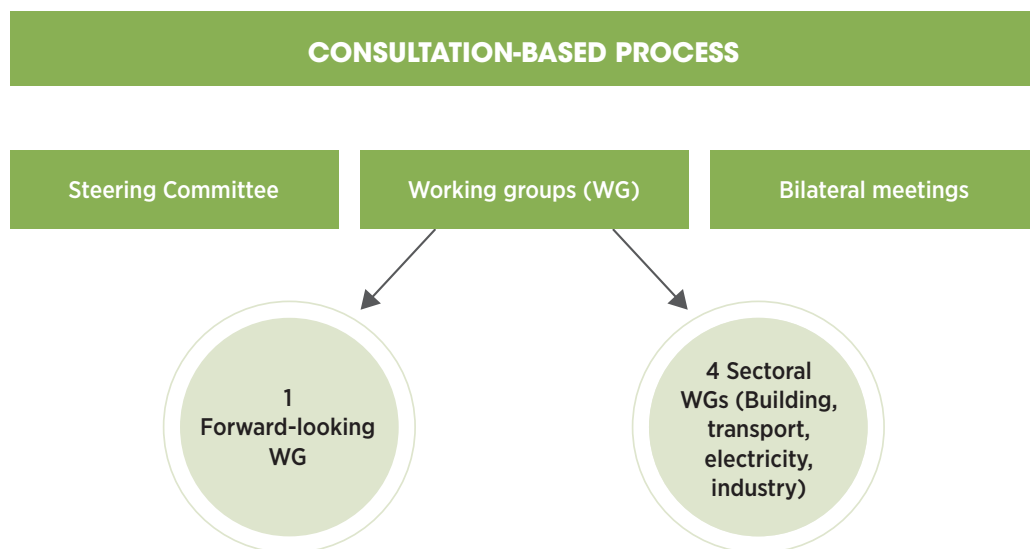 CONSULTATION-BASED PROCESS
Steering Committee
Working groups (WG)
Bilateral meetings
1
Forward-looking
WG
4 Sectoral
WGs (Building,
transport,
electricity,
industry)